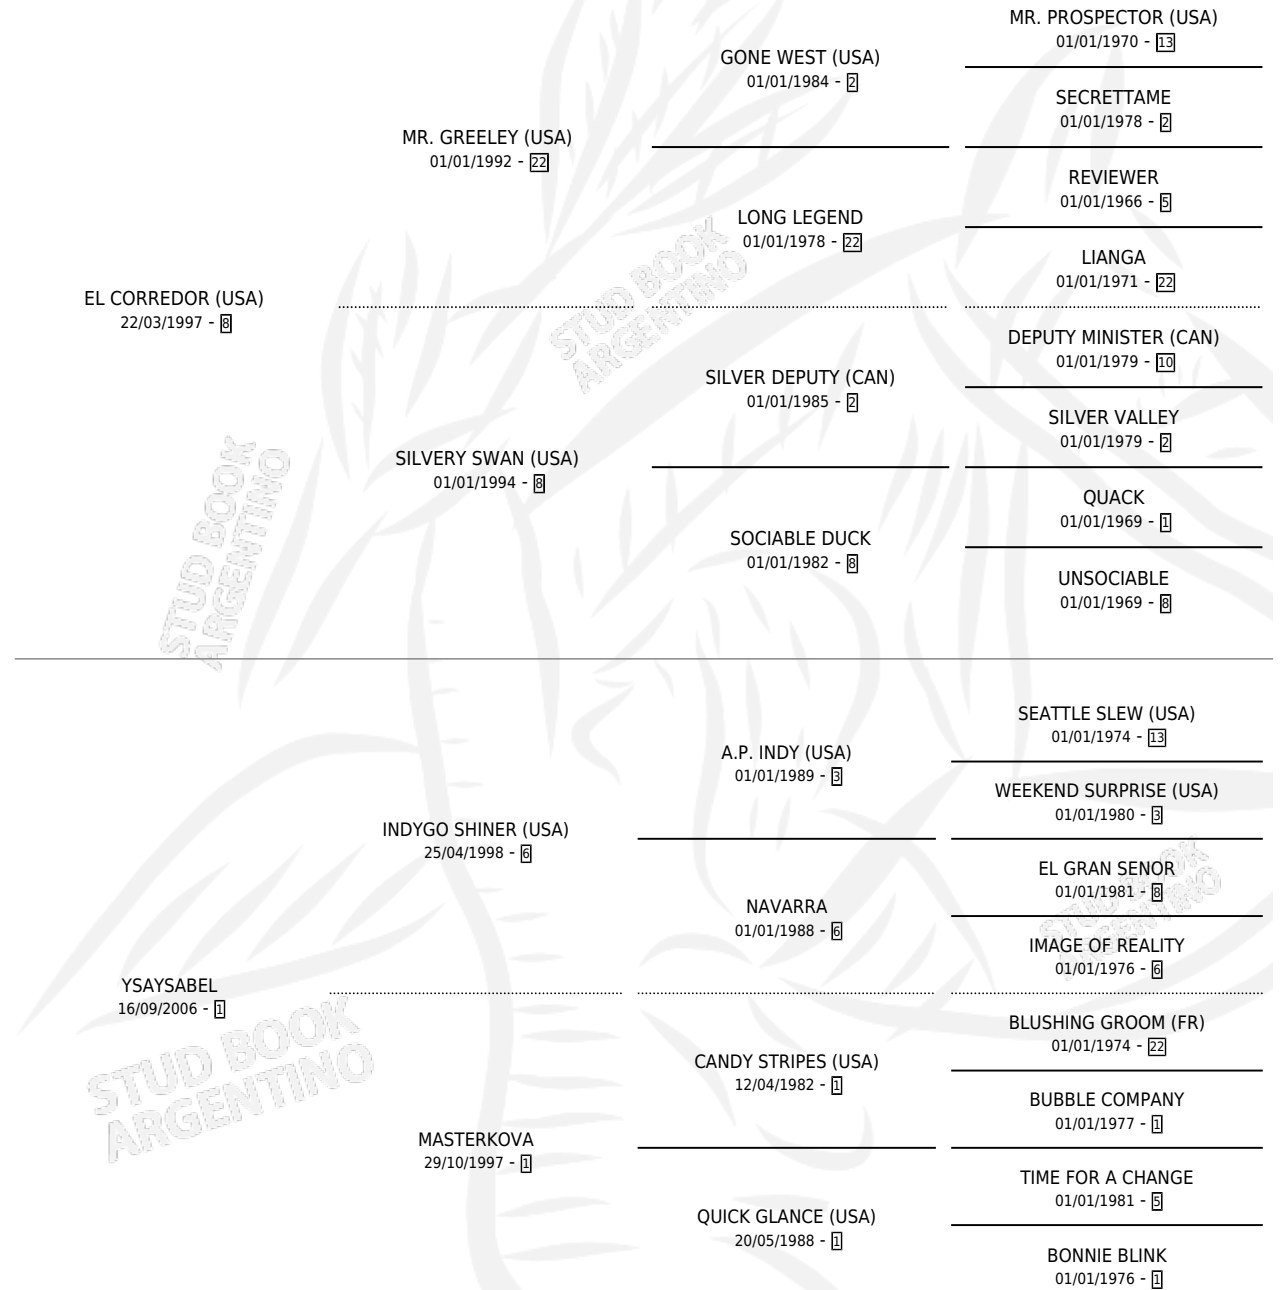 MR. PROSPECTOR (USA)
01/01/1970 - 13
GONE WEST (USA)
01/01/1984 - 2
SECRETTAME
01/01/1978 - 2
MR. GREELEY (USA)
01/01/1992 - 22
REVIEWER
01/01/1966 - 5
LONG LEGEND
01/01/1978 - 22
LIANGA
01/01/1971 - 22
EL CORREDOR (USA)
22/03/1997 - 8
DEPUTY MINISTER (CAN)
01/01/1979 - 10
SILVER DEPUTY (CAN)
01/01/1985 - 2
SILVER VALLEY
01/01/1979 - 2
SILVERY SWAN (USA)
01/01/1994 - 8
QUACK
01/01/1969 - 1
SOCIABLE DUCK
01/01/1982 - 8
UNSOCIABLE
01/01/1969 - 8
SEATTLE SLEW (USA)
01/01/1974 - 13
A.P. INDY (USA)
01/01/1989 - 3
WEEKEND SURPRISE (USA)
01/01/1980 - 3
INDYGO SHINER (USA)
25/04/1998 - 6
EL GRAN SENOR
01/01/1981 - 8
NAVARRA
01/01/1988 - 6
IMAGE OF REALITY
01/01/1976 - 6
YSAYSABEL
16/09/2006 - 1
BLUSHING GROOM (FR)
01/01/1974 - 22
CANDY STRIPES (USA)
12/04/1982 - 1
BUBBLE COMPANY
01/01/1977 - 1
MASTERKOVA
29/10/1997 - 1
TIME FOR A CHANGE
01/01/1981 - 5
QUICK GLANCE (USA)
20/05/1988 - 1
BONNIE BLINK
01/01/1976 - 1
STUD BOOK
ARGENTINO
STUD BOOK
ARGENTINO
STUD BOOK
ARGENTINO
STUD BOOK
ARGENTINO